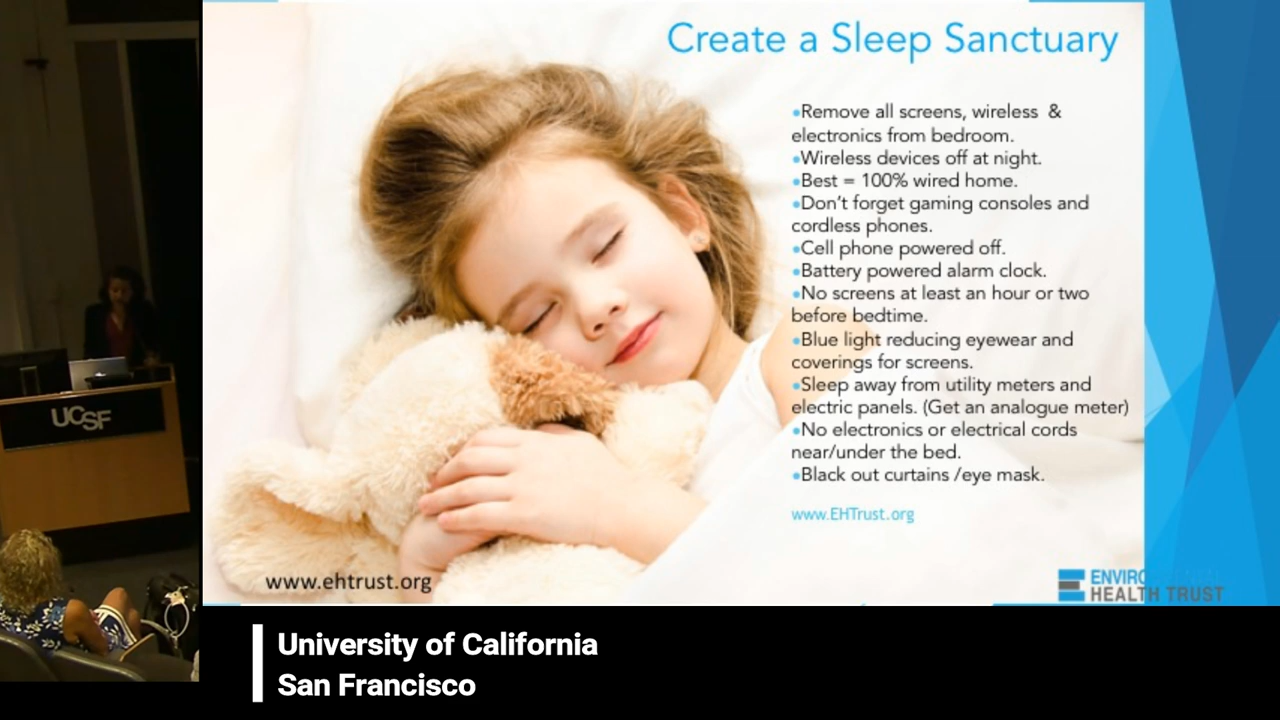 Create a Sleep Sanctuary
•Remove all screens, wireless &
electronics from bedroom.
•Wireless devices off at night.
•Best = 100% wired home.
•Don't forget gaming consoles and
cordless phones.
•Cell phone powered off.
•Battery powered alarm clock.
•No screens at least an hour or two
before bedtime.
•Blue light reducing eyewear and
coverings for screens.
•Sleep away from utility meters and
electric panels. (Get an analogue meter)
•No electronics or electrical cords
near/under the bed.
•Black out curtains /eye mask.
www.EHTrust.org
www.ehtrust.org
HEALTH TRUST
UCSF
University of California
San Francisco